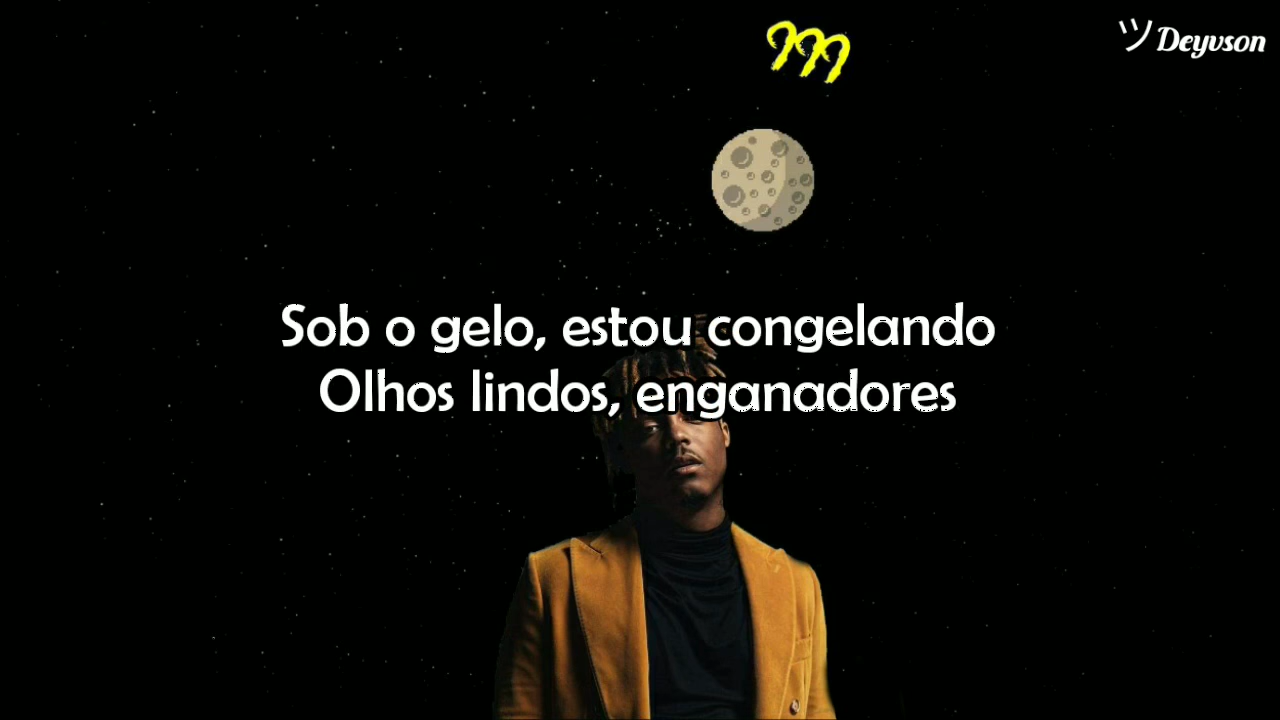 ツ Deyvson
Sob o gelo, estou congelando
Olhos lindos, enganadores